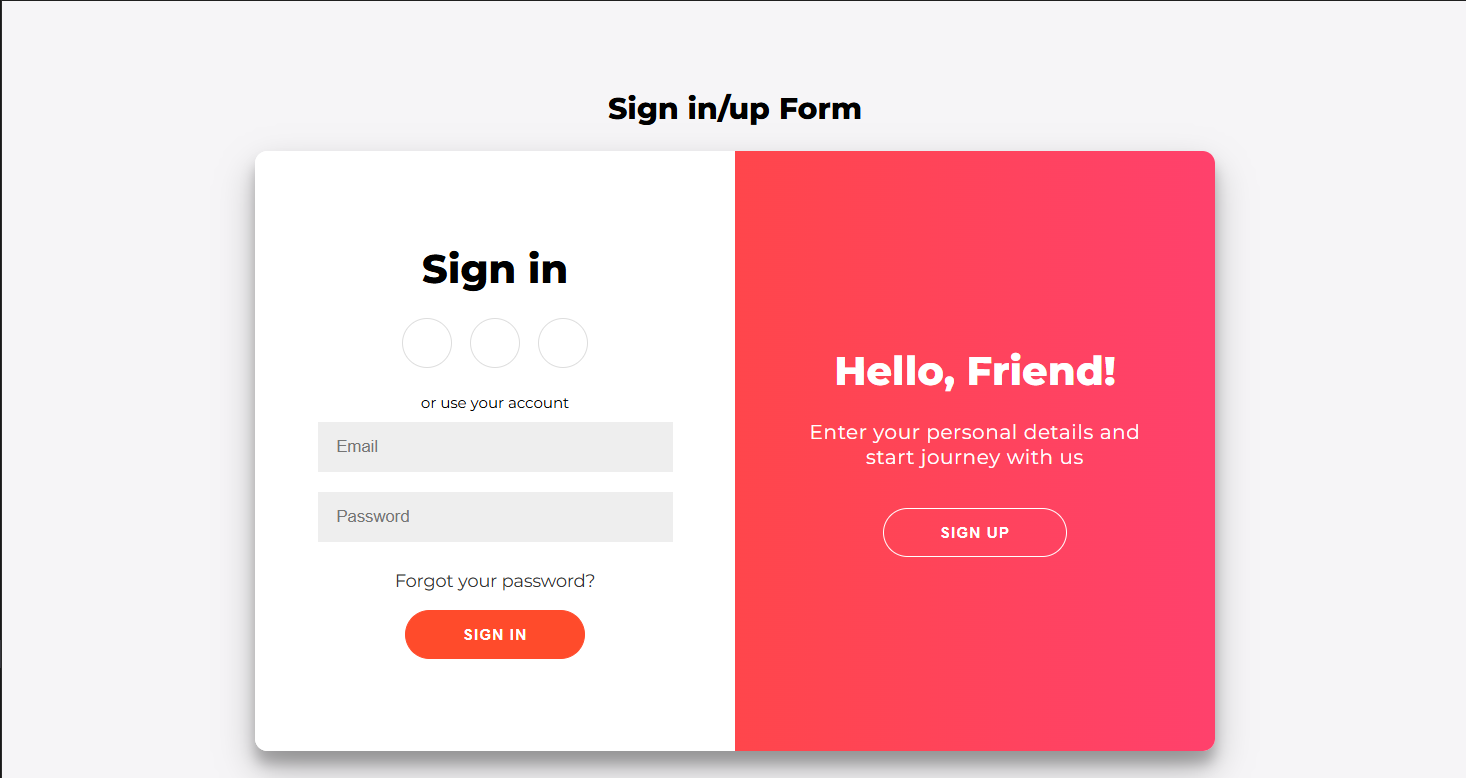 Sign in/up Form
Sign in
or use your account
Email
Password
Forgot your password?
SIGN IN
Hello, Friend!
Enter your personal details and
start journey with us
SIGN UP